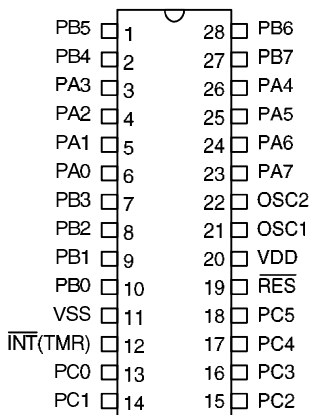 PB5 1 28 PB6
PB4 2 27 PB7
PA3 3 26 PA4
PA2 4 25 PA5
PA1 5 24 PA6
PA0 6 23 PA7
PB3 7 22 OSC2
PB2 8 21 OSC1
PB1 9 20 VDD
PB0 10 19 RES
VSS 11 18 PC5
INT(TMR) 12 17 PC4
PC0 13 16 PC3
PC1 14 15 PC2